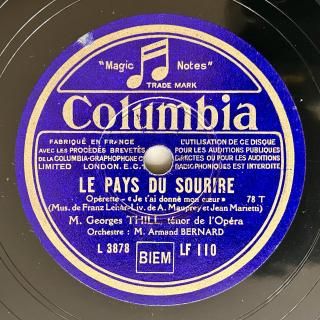 "Magic Notes"
TRADE MARK
Columbia
FABRIQUÉ EN FRANCE
AVEC LES PROCÉDÉS BREVETÉS
DE LA COLUMBIA-GRAPHOPHONE CO
LIMITED LONDON. E.C.1
L'UTILISATION DE CE DISQUE
POUR LES AUDITIONS PUBLIQUES
DIRECTES OU POUR LES AUDITIONS
RADIOPHONIQUES EST INTERDITE
LE PAYS DU SOURIRE
Opérette - « Je t'ai donné mon cœur » 78 T
(Mus. de Franz Lehár-Liv. de A. Mauprey et Jean Marietti)
M. Georges THILL, ténor de l'Opéra
Orchestre : M. Armand BERNARD
L 3878 BIEM LF 110